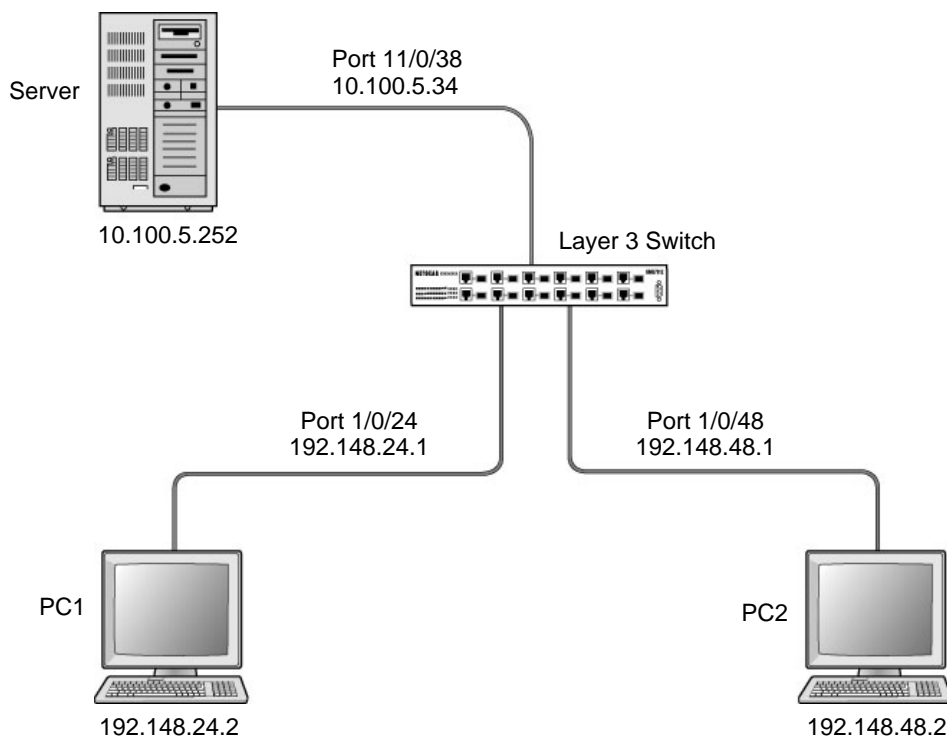 Port 11/0/38
10.100.5.34
Server
10.100.5.252
Layer 3 Switch
NETGEAR
Port 1/0/24
192.148.24.1
Port 1/0/48
192.148.48.1
PC1
PC2
192.148.24.2
192.148.48.2